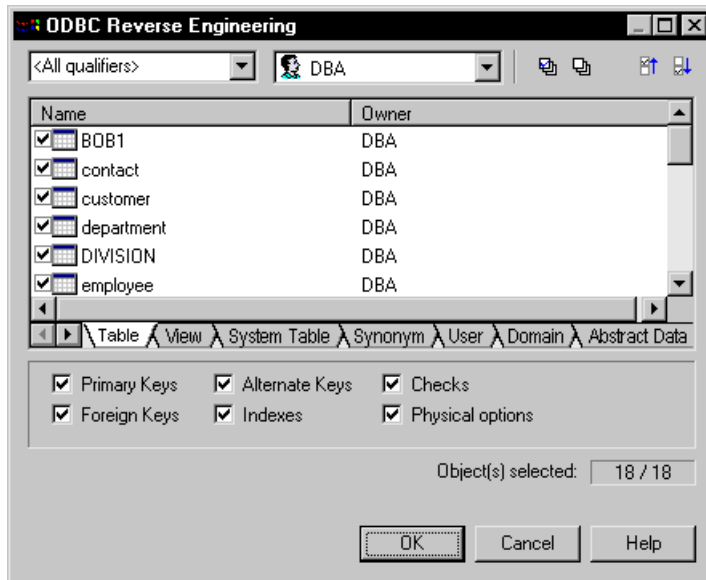 ODBC Reverse Engineering
<All qualifiers> DBA
Name Owner
BOB1 DBA
contact DBA
customer DBA
department DBA
DIVISION DBA
employee DBA
Table View System Table Synonym User Domain Abstract Data
Primary Keys Alternate Keys Checks
Foreign Keys Indexes Physical options
Object(s) selected: 18 / 18
OK Cancel Help